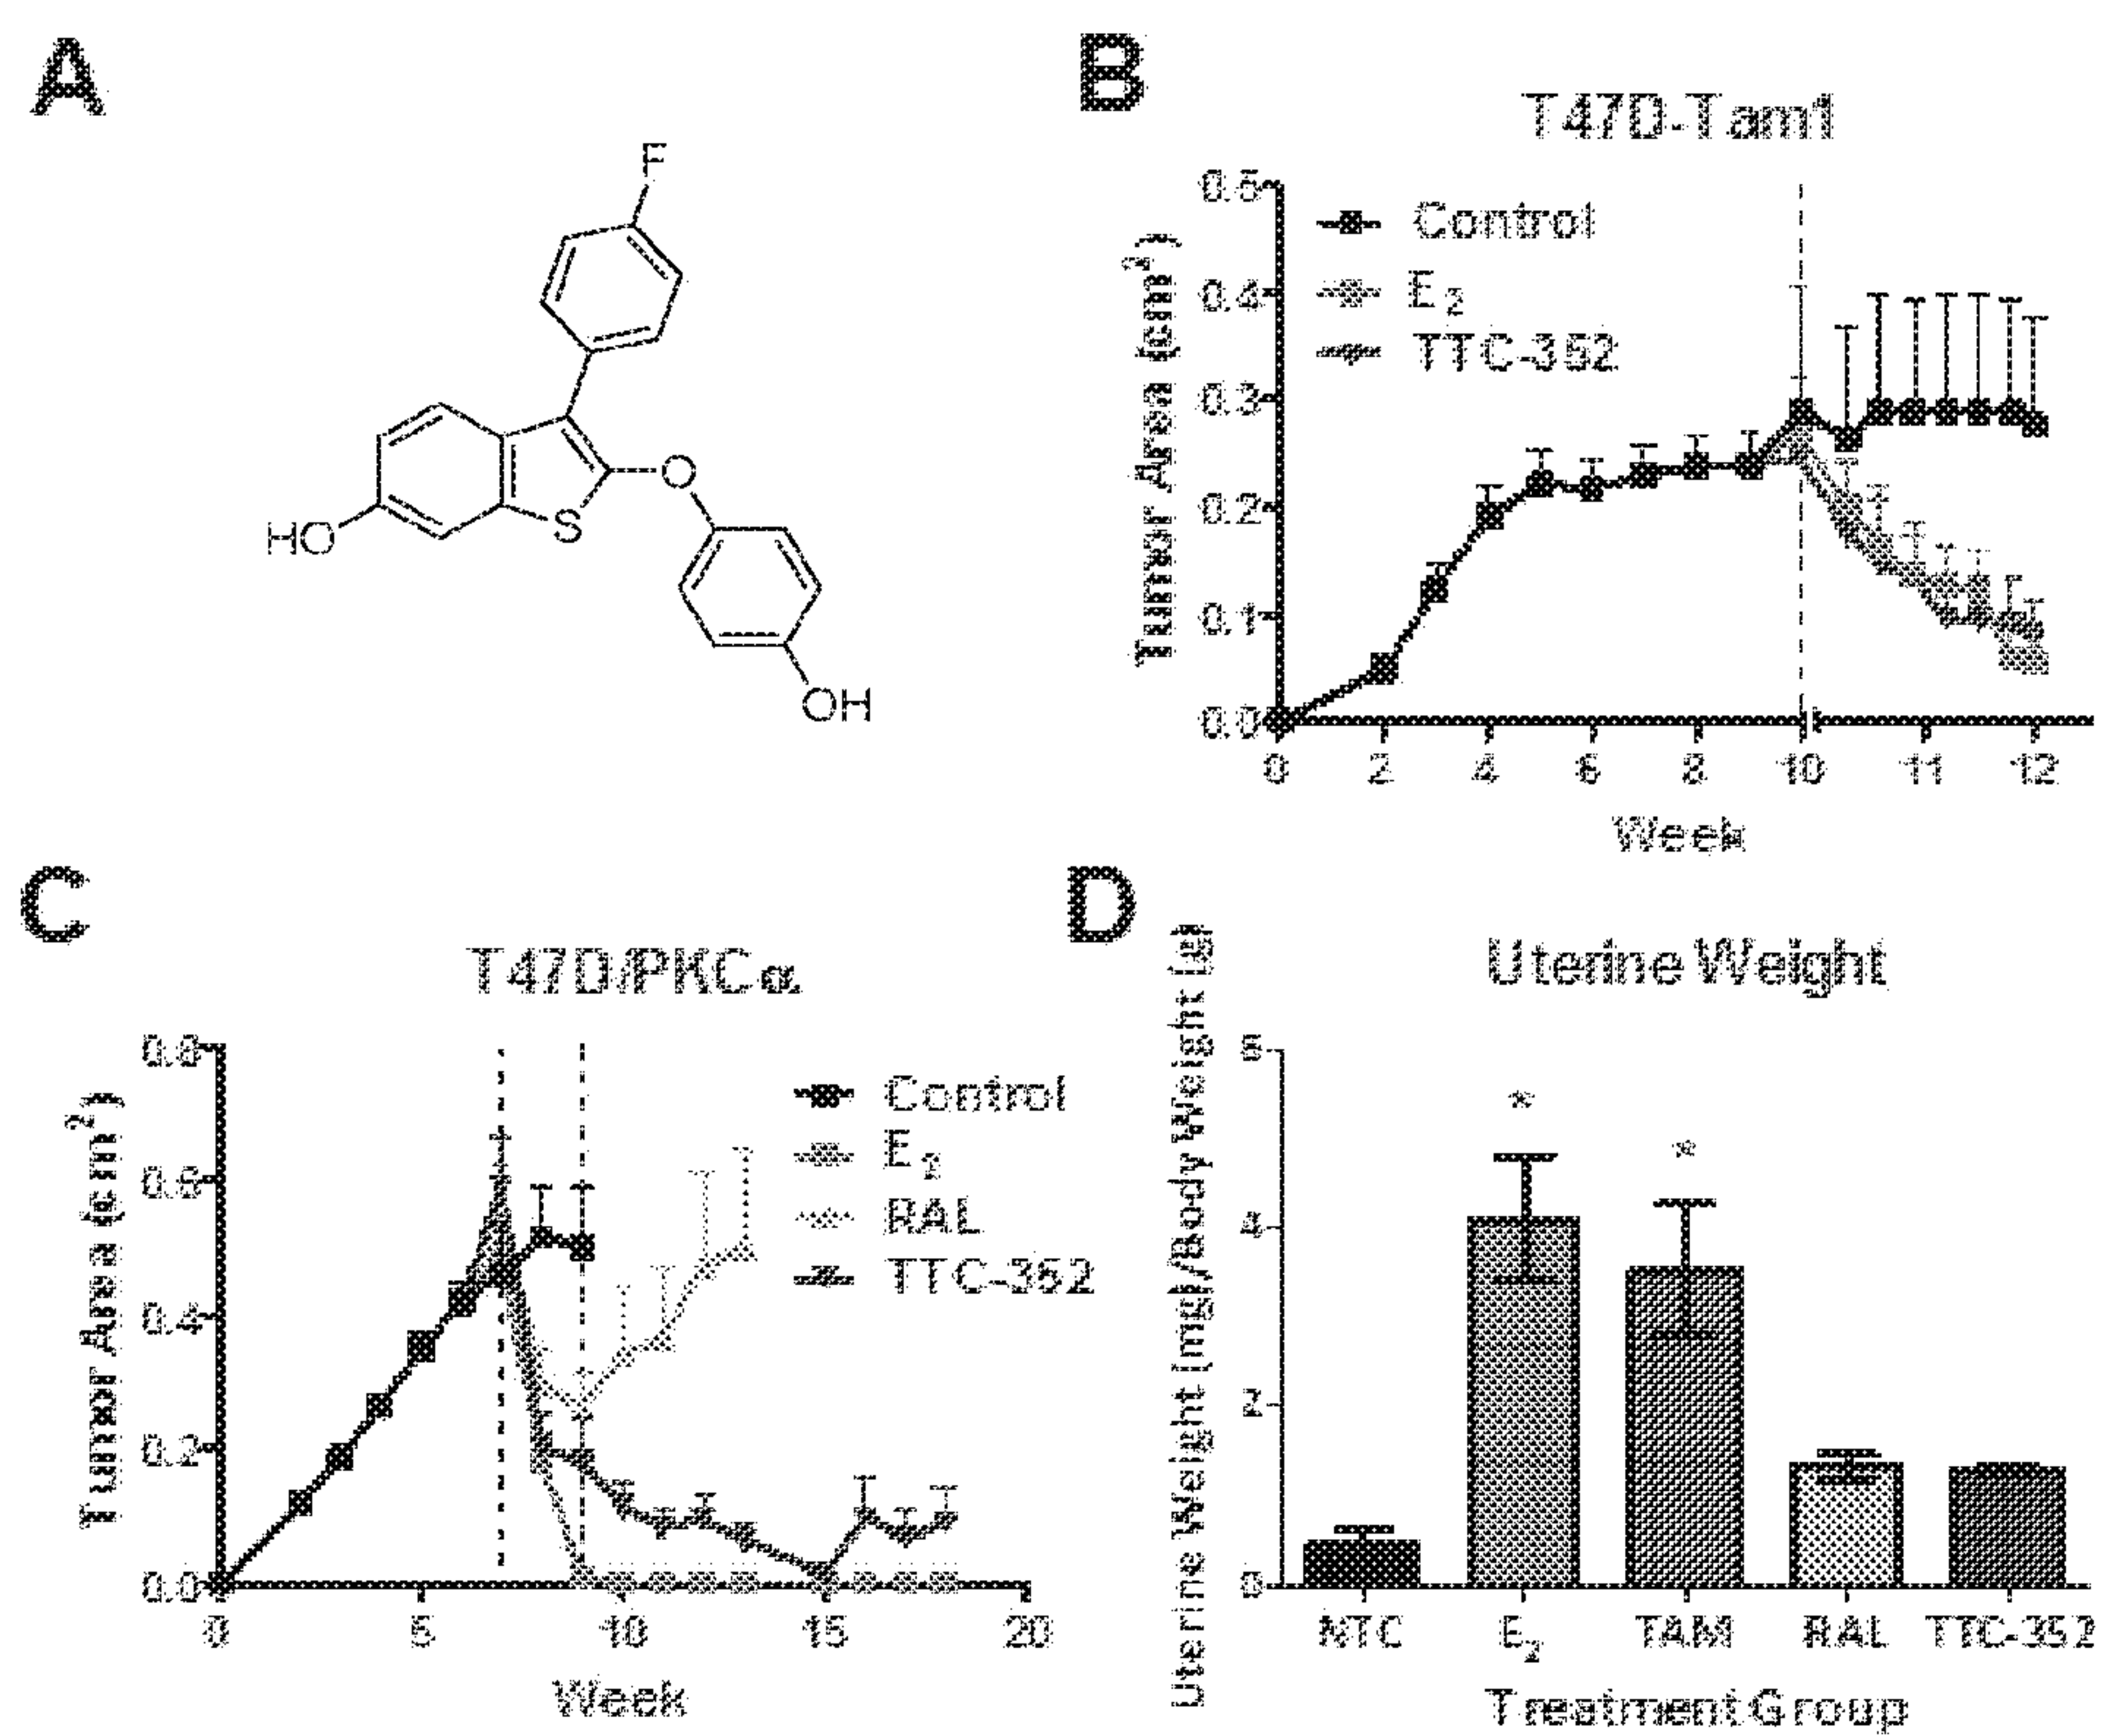 A
F
O
S
HO
OH
B
T47D-Tam1
Control
E2
TTC-352
0.5
0.4
0.3
0.2
0.1
0.0
Tumor Area (cm2)
0 2 4 6 8 10 11 12
Week
C
T47D/PKCα
Control
E2
RAL
TTC-352
0.8
0.6
0.4
0.2
0.0
Tumor Area (cm2)
0 5 10 15 20
Week
D
Uterine Weight
Uterine Weight (mg)/Body Weight (g)
6
4
2
0
*
*
NTC E2 TAM RAL TTC-352
Treatment Group